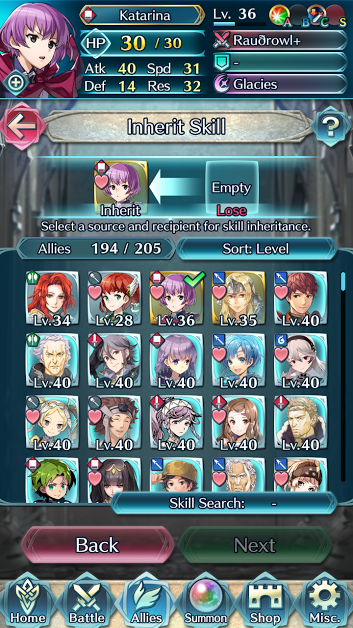 Katarina Lv. 36
A B C S
HP 30 / 30
Rauðrowl+
Atk 40 Spd 31
-
Def 14 Res 32
Glacies
Inherit Skill
?
Empty
Inherit Lose
Select a source and recipient for skill inheritance.
Allies 194 / 205 Sort: Level
Lv.34 Lv.28 Lv.36 Lv.35 Lv.40
6
Lv.40 Lv.40 Lv.40 Lv.40 Lv.40
Lv.40 Lv.40 Lv.40 Lv.40 Lv.40
Skill Search: -
Back Next
Home Battle Allies Summon Shop Misc.